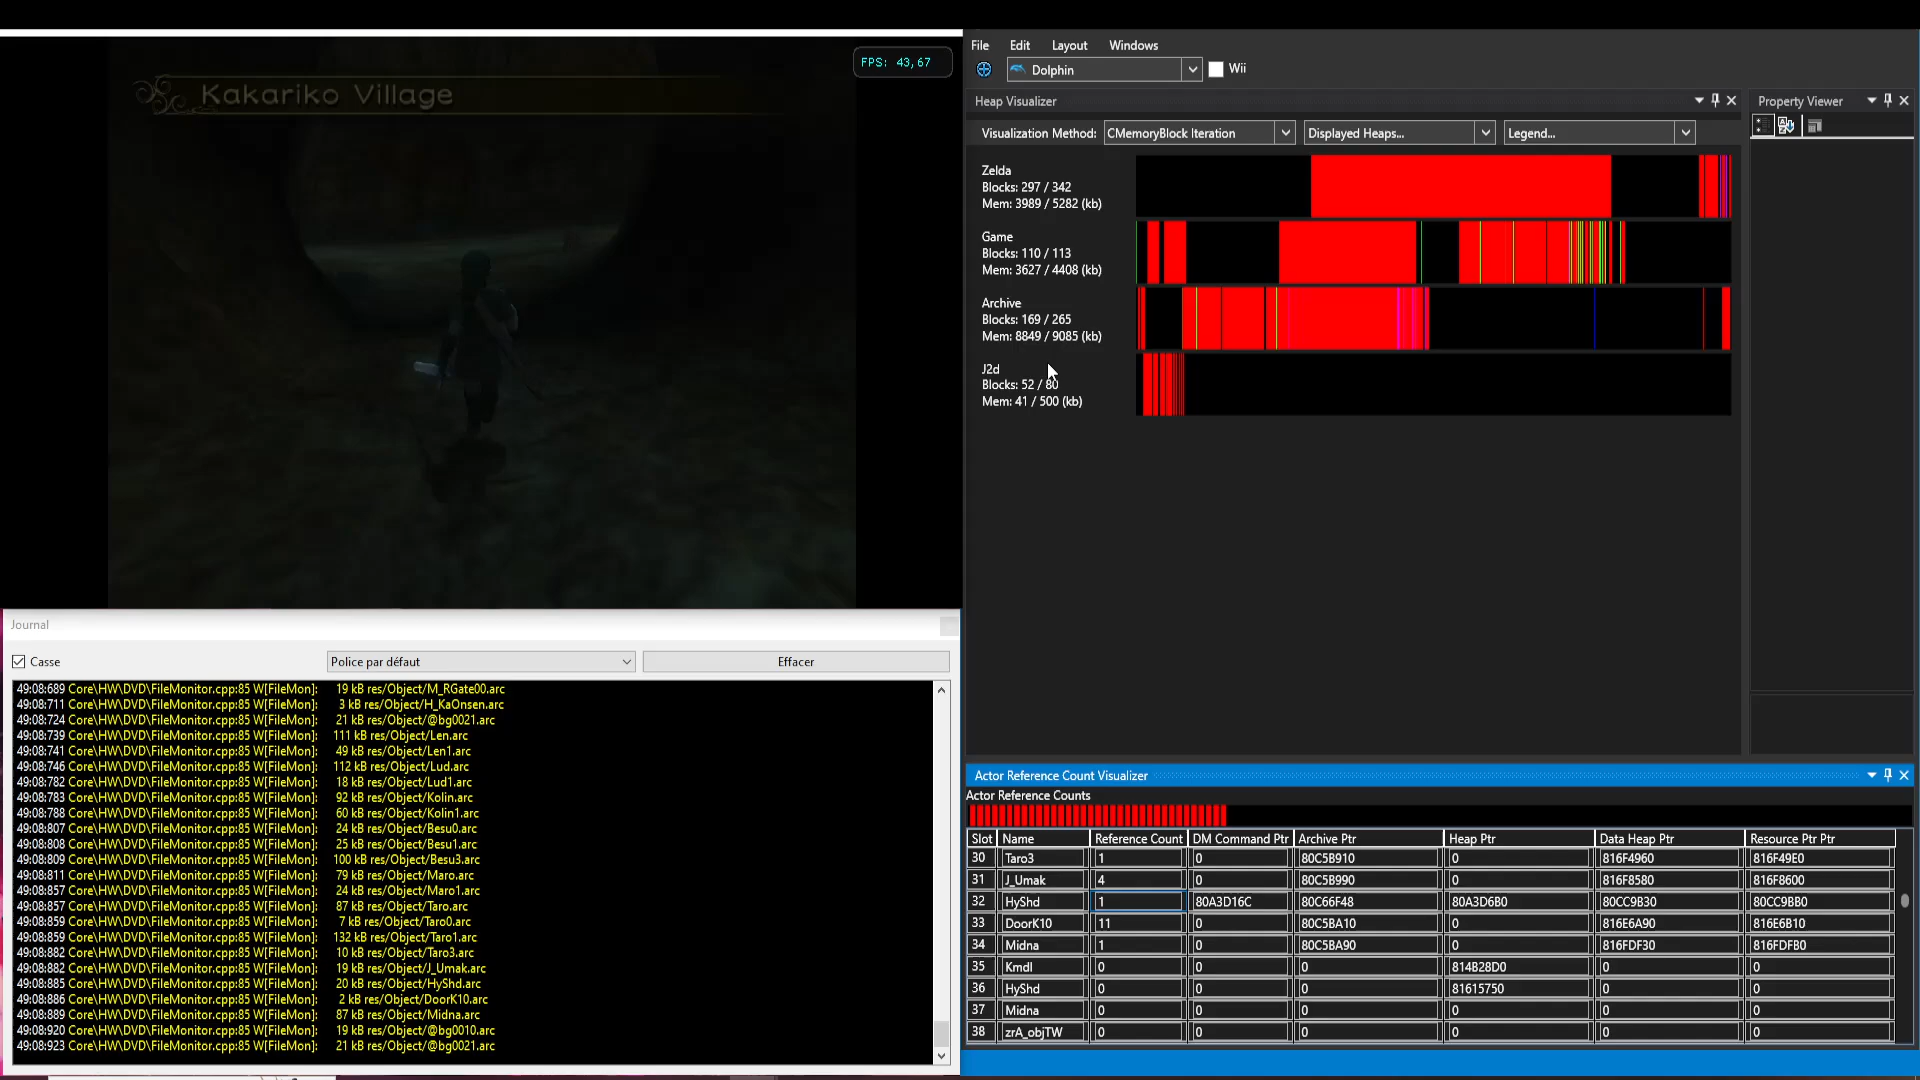 FPS: 43,67
Kakariko Village
File Edit Layout Windows
Dolphin Wii
Heap Visualizer
Visualization Method: CMemoryBlock Iteration Displayed Heaps... Legend...
Zelda
Blocks: 297 / 342
Mem: 3989 / 5282 (kb)
Game
Blocks: 110 / 113
Mem: 3627 / 4408 (kb)
Archive
Blocks: 169 / 265
Mem: 8849 / 9085 (kb)
J2d
Blocks: 52 / 80
Mem: 41 / 500 (kb)
Property Viewer
Journal
Casse Police par défaut Effacer
49:08:689 Core\HW\DVD\FileMonitor.cpp:85 W[FileMon]: 19 kB res/Object/M_RGate00.arc
49:08:711 Core\HW\DVD\FileMonitor.cpp:85 W[FileMon]: 3 kB res/Object/H_KaOnsen.arc
49:08:724 Core\HW\DVD\FileMonitor.cpp:85 W[FileMon]: 21 kB res/Object/@bg0021.arc
49:08:739 Core\HW\DVD\FileMonitor.cpp:85 W[FileMon]: 111 kB res/Object/Len.arc
49:08:741 Core\HW\DVD\FileMonitor.cpp:85 W[FileMon]: 49 kB res/Object/Len1.arc
49:08:746 Core\HW\DVD\FileMonitor.cpp:85 W[FileMon]: 112 kB res/Object/Lud.arc
49:08:782 Core\HW\DVD\FileMonitor.cpp:85 W[FileMon]: 18 kB res/Object/Lud1.arc
49:08:783 Core\HW\DVD\FileMonitor.cpp:85 W[FileMon]: 92 kB res/Object/Kolin.arc
49:08:788 Core\HW\DVD\FileMonitor.cpp:85 W[FileMon]: 60 kB res/Object/Kolin1.arc
49:08:807 Core\HW\DVD\FileMonitor.cpp:85 W[FileMon]: 24 kB res/Object/Besu0.arc
49:08:808 Core\HW\DVD\FileMonitor.cpp:85 W[FileMon]: 25 kB res/Object/Besu1.arc
49:08:809 Core\HW\DVD\FileMonitor.cpp:85 W[FileMon]: 100 kB res/Object/Besu3.arc
49:08:811 Core\HW\DVD\FileMonitor.cpp:85 W[FileMon]: 79 kB res/Object/Maro.arc
49:08:857 Core\HW\DVD\FileMonitor.cpp:85 W[FileMon]: 24 kB res/Object/Maro1.arc
49:08:857 Core\HW\DVD\FileMonitor.cpp:85 W[FileMon]: 87 kB res/Object/Taro.arc
49:08:859 Core\HW\DVD\FileMonitor.cpp:85 W[FileMon]: 7 kB res/Object/Taro0.arc
49:08:859 Core\HW\DVD\FileMonitor.cpp:85 W[FileMon]: 132 kB res/Object/Taro1.arc
49:08:882 Core\HW\DVD\FileMonitor.cpp:85 W[FileMon]: 10 kB res/Object/Taro3.arc
49:08:882 Core\HW\DVD\FileMonitor.cpp:85 W[FileMon]: 19 kB res/Object/J_Umak.arc
49:08:885 Core\HW\DVD\FileMonitor.cpp:85 W[FileMon]: 20 kB res/Object/HyShd.arc
49:08:886 Core\HW\DVD\FileMonitor.cpp:85 W[FileMon]: 2 kB res/Object/DoorK10.arc
49:08:889 Core\HW\DVD\FileMonitor.cpp:85 W[FileMon]: 87 kB res/Object/Midna.arc
49:08:920 Core\HW\DVD\FileMonitor.cpp:85 W[FileMon]: 19 kB res/Object/@bg0010.arc
49:08:923 Core\HW\DVD\FileMonitor.cpp:85 W[FileMon]: 21 kB res/Object/@bg0021.arc
Actor Reference Count Visualizer
Actor Reference Counts
Slot Name Reference Count DM Command Ptr Archive Ptr Heap Ptr Data Heap Ptr Resource Ptr Ptr
30 Taro3 1 0 80C5B910 0 816F4960 816F49E0
31 J_Umak 4 0 80C5B990 0 816F8580 816F8600
32 HyShd 1 80A3D16C 80C66F48 80A3D6B0 80CC9B30 80CC9BB0
33 DoorK10 11 0 80C5BA10 0 816E6A90 816E6B10
34 Midna 1 0 80C5BA90 0 816FDF30 816FDFB0
35 Kmdl 0 0 0 814B28D0 0 0
36 HyShd 0 0 0 81615750 0 0
37 Midna 0 0 0 0 0 0
38 zrA_objTW 0 0 0 0 0 0